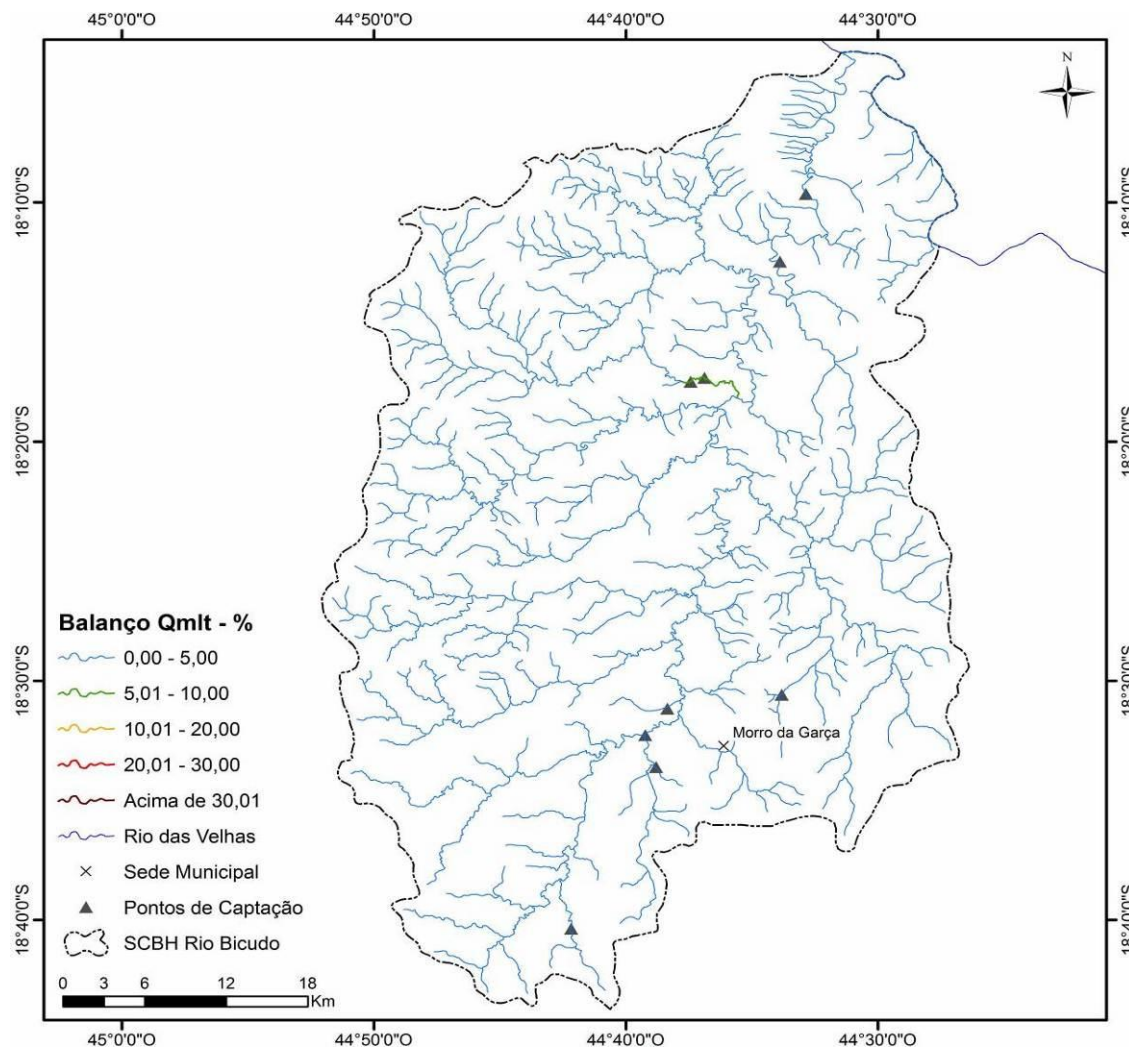 45°0'0"O
44°50'0"O
44°40'0"O
44°30'0"O
N
18°10'0"S
18°10'0"S
18°20'0"S
18°20'0"S
18°30'0"S
18°30'0"S
18°40'0"S
18°40'0"S
Morro da Garça
Balanço Qmlt - %
0,00 - 5,00
5,01 - 10,00
10,01 - 20,00
20,01 - 30,00
Acima de 30,01
Rio das Velhas
Sede Municipal
Pontos de Captação
SCBH Rio Bicudo
0 3 6 12 18
Km
45°0'0"O
44°50'0"O
44°40'0"O
44°30'0"O